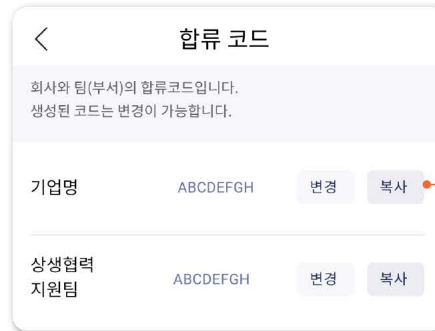 합류 코드
회사와 팀(부서)의 합류코드입니다.
생성된 코드는 변경이 가능합니다.
기업명 ABCDEFGH 변경 복사
상생협력
지원팀 ABCDEFGH 변경 복사